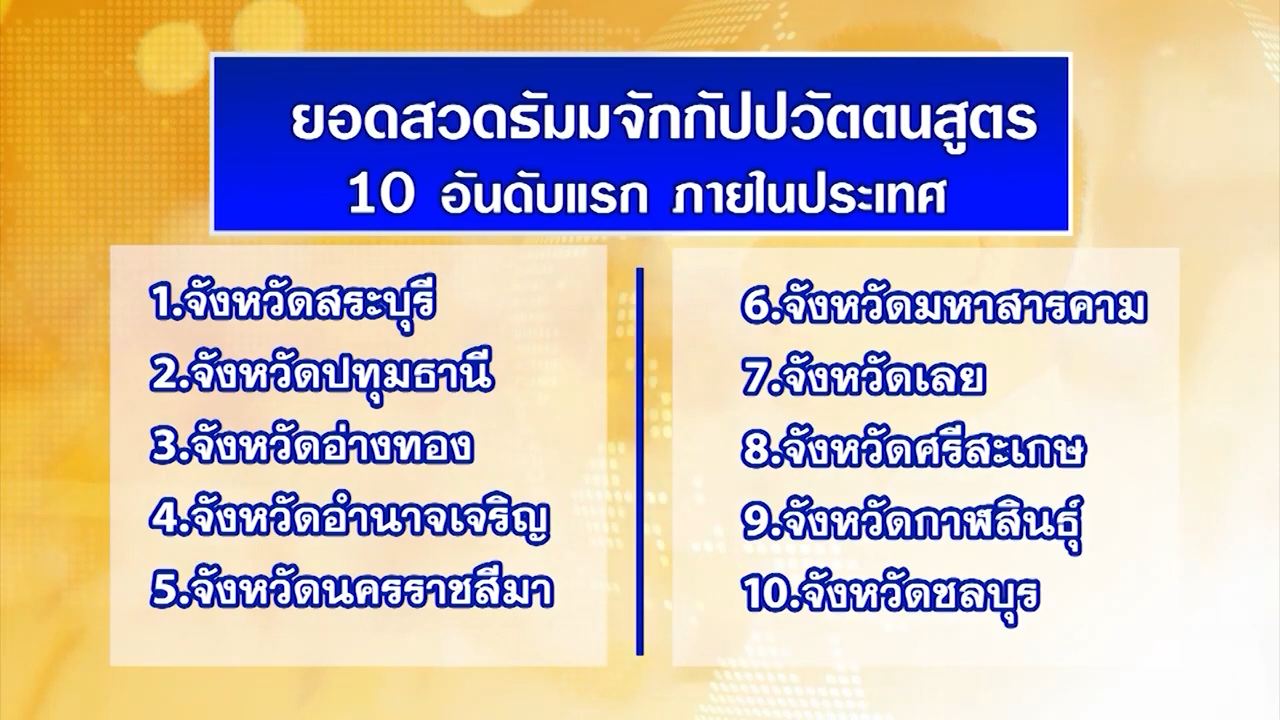 ยอดสวดธัมมจักกัปปวัตตนสูตร
10 อันดับแรก ภายในประเทศ
1.จังหวัดสระบุรี
2.จังหวัดปทุมธานี
3.จังหวัดอ่างทอง
4.จังหวัดอำนาจเจริญ
5.จังหวัดนครราชสีมา
6.จังหวัดมหาสารคาม
7.จังหวัดเลย
8.จังหวัดศรีสะเกษ
9.จังหวัดกาฬสินธุ์
10.จังหวัดชลบุร